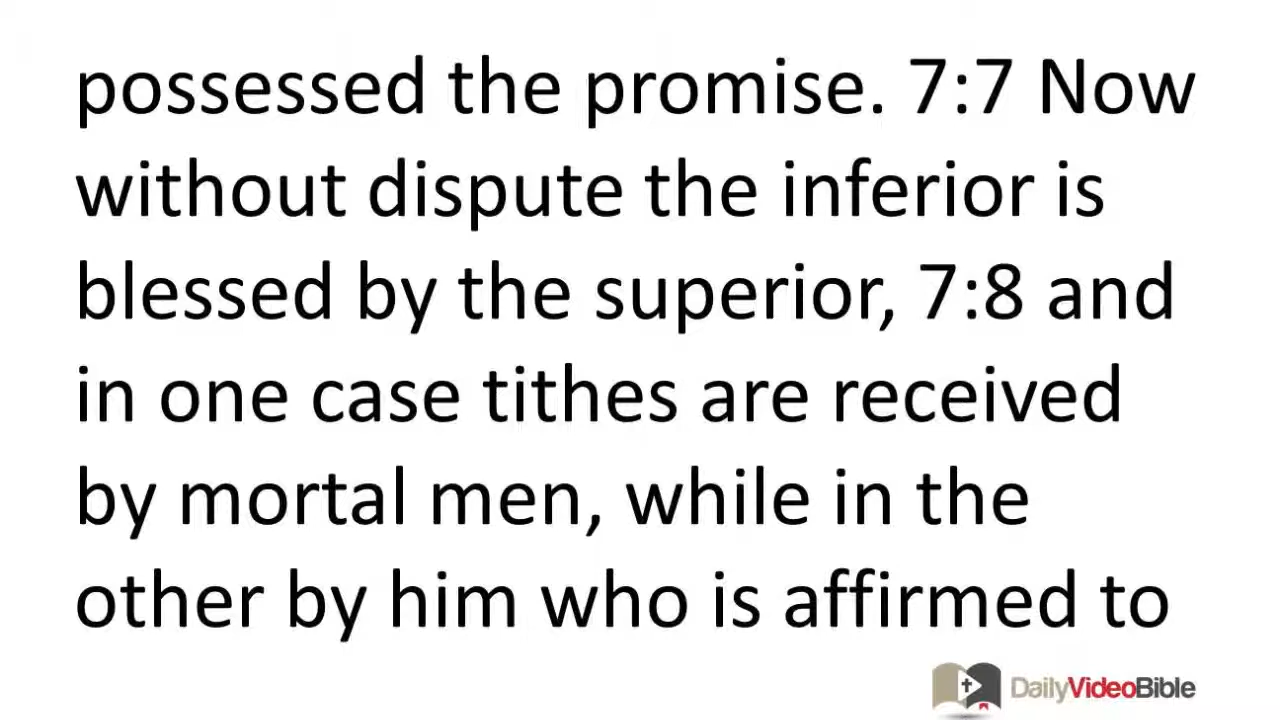 possessed the promise. 7:7 Now
without dispute the inferior is
blessed by the superior, 7:8 and
in one case tithes are received
by mortal men, while in the
other by him who is affirmed to
DailyVideoBible